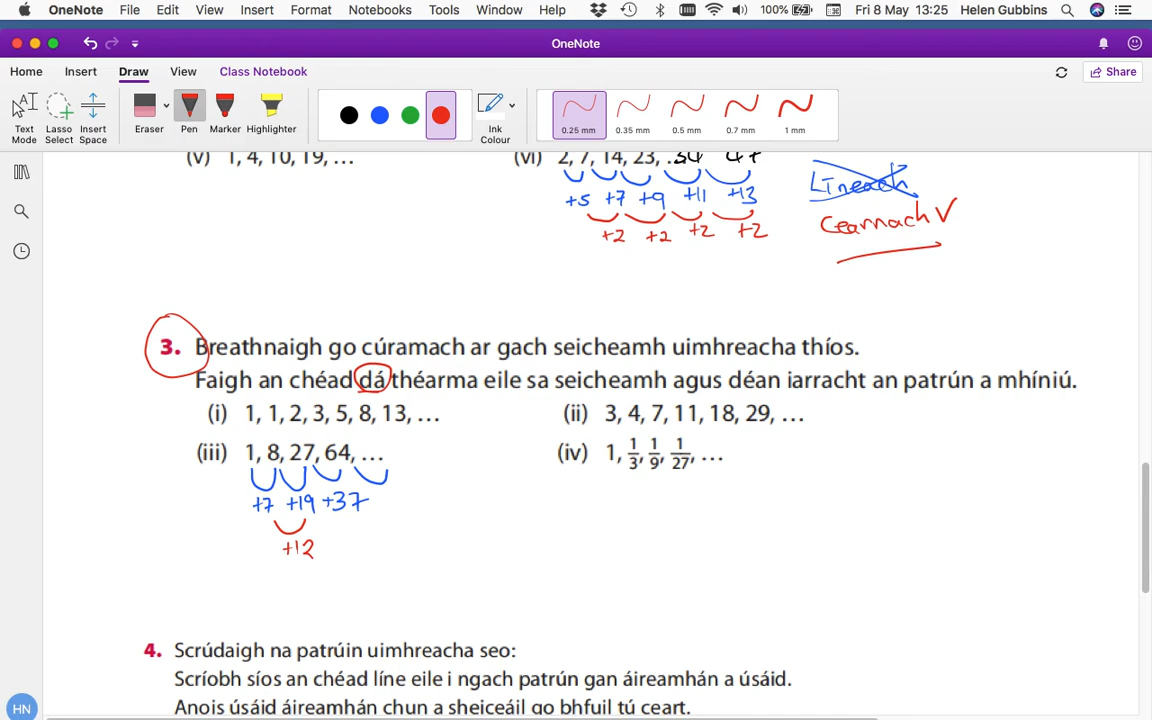 OneNote File Edit View Insert Format Notebooks Tools Window Help 100% Fri 8 May 13:25 Helen Gubbins
OneNote
Home Insert Draw View Class Notebook Share
Text Mode Lasso Select Insert Space Eraser Pen Marker Highlighter Ink Colour 0.25 mm 0.35 mm 0.5 mm 0.7 mm 1 mm
(v) 1, 4, 10, 19, … (vi) 2, 7, 14, 23, … 34 47
Líneach
+5 +7 +9 +11 +13
Cearnach √
+2 +2 +2 +2
3. Breathnaigh go cúramach ar gach seicheamh uimhreacha thíos.
Faigh an chéad dá théarma eile sa seicheamh agus déan iarracht an patrún a mhíniú.
(i) 1, 1, 2, 3, 5, 8, 13, … (ii) 3, 4, 7, 11, 18, 29, …
(iii) 1, 8, 27, 64, … (iv) 1, 1/3, 1/9, 1/27, …
+7 +19 +37
+12
4. Scrúdaigh na patrúin uimhreacha seo:
Scríobh síos an chéad líne eile i ngach patrún gan áireamhán a úsáid.
Anois úsáid áireamhán chun a sheiceáil go bhfuil tú ceart.
HN